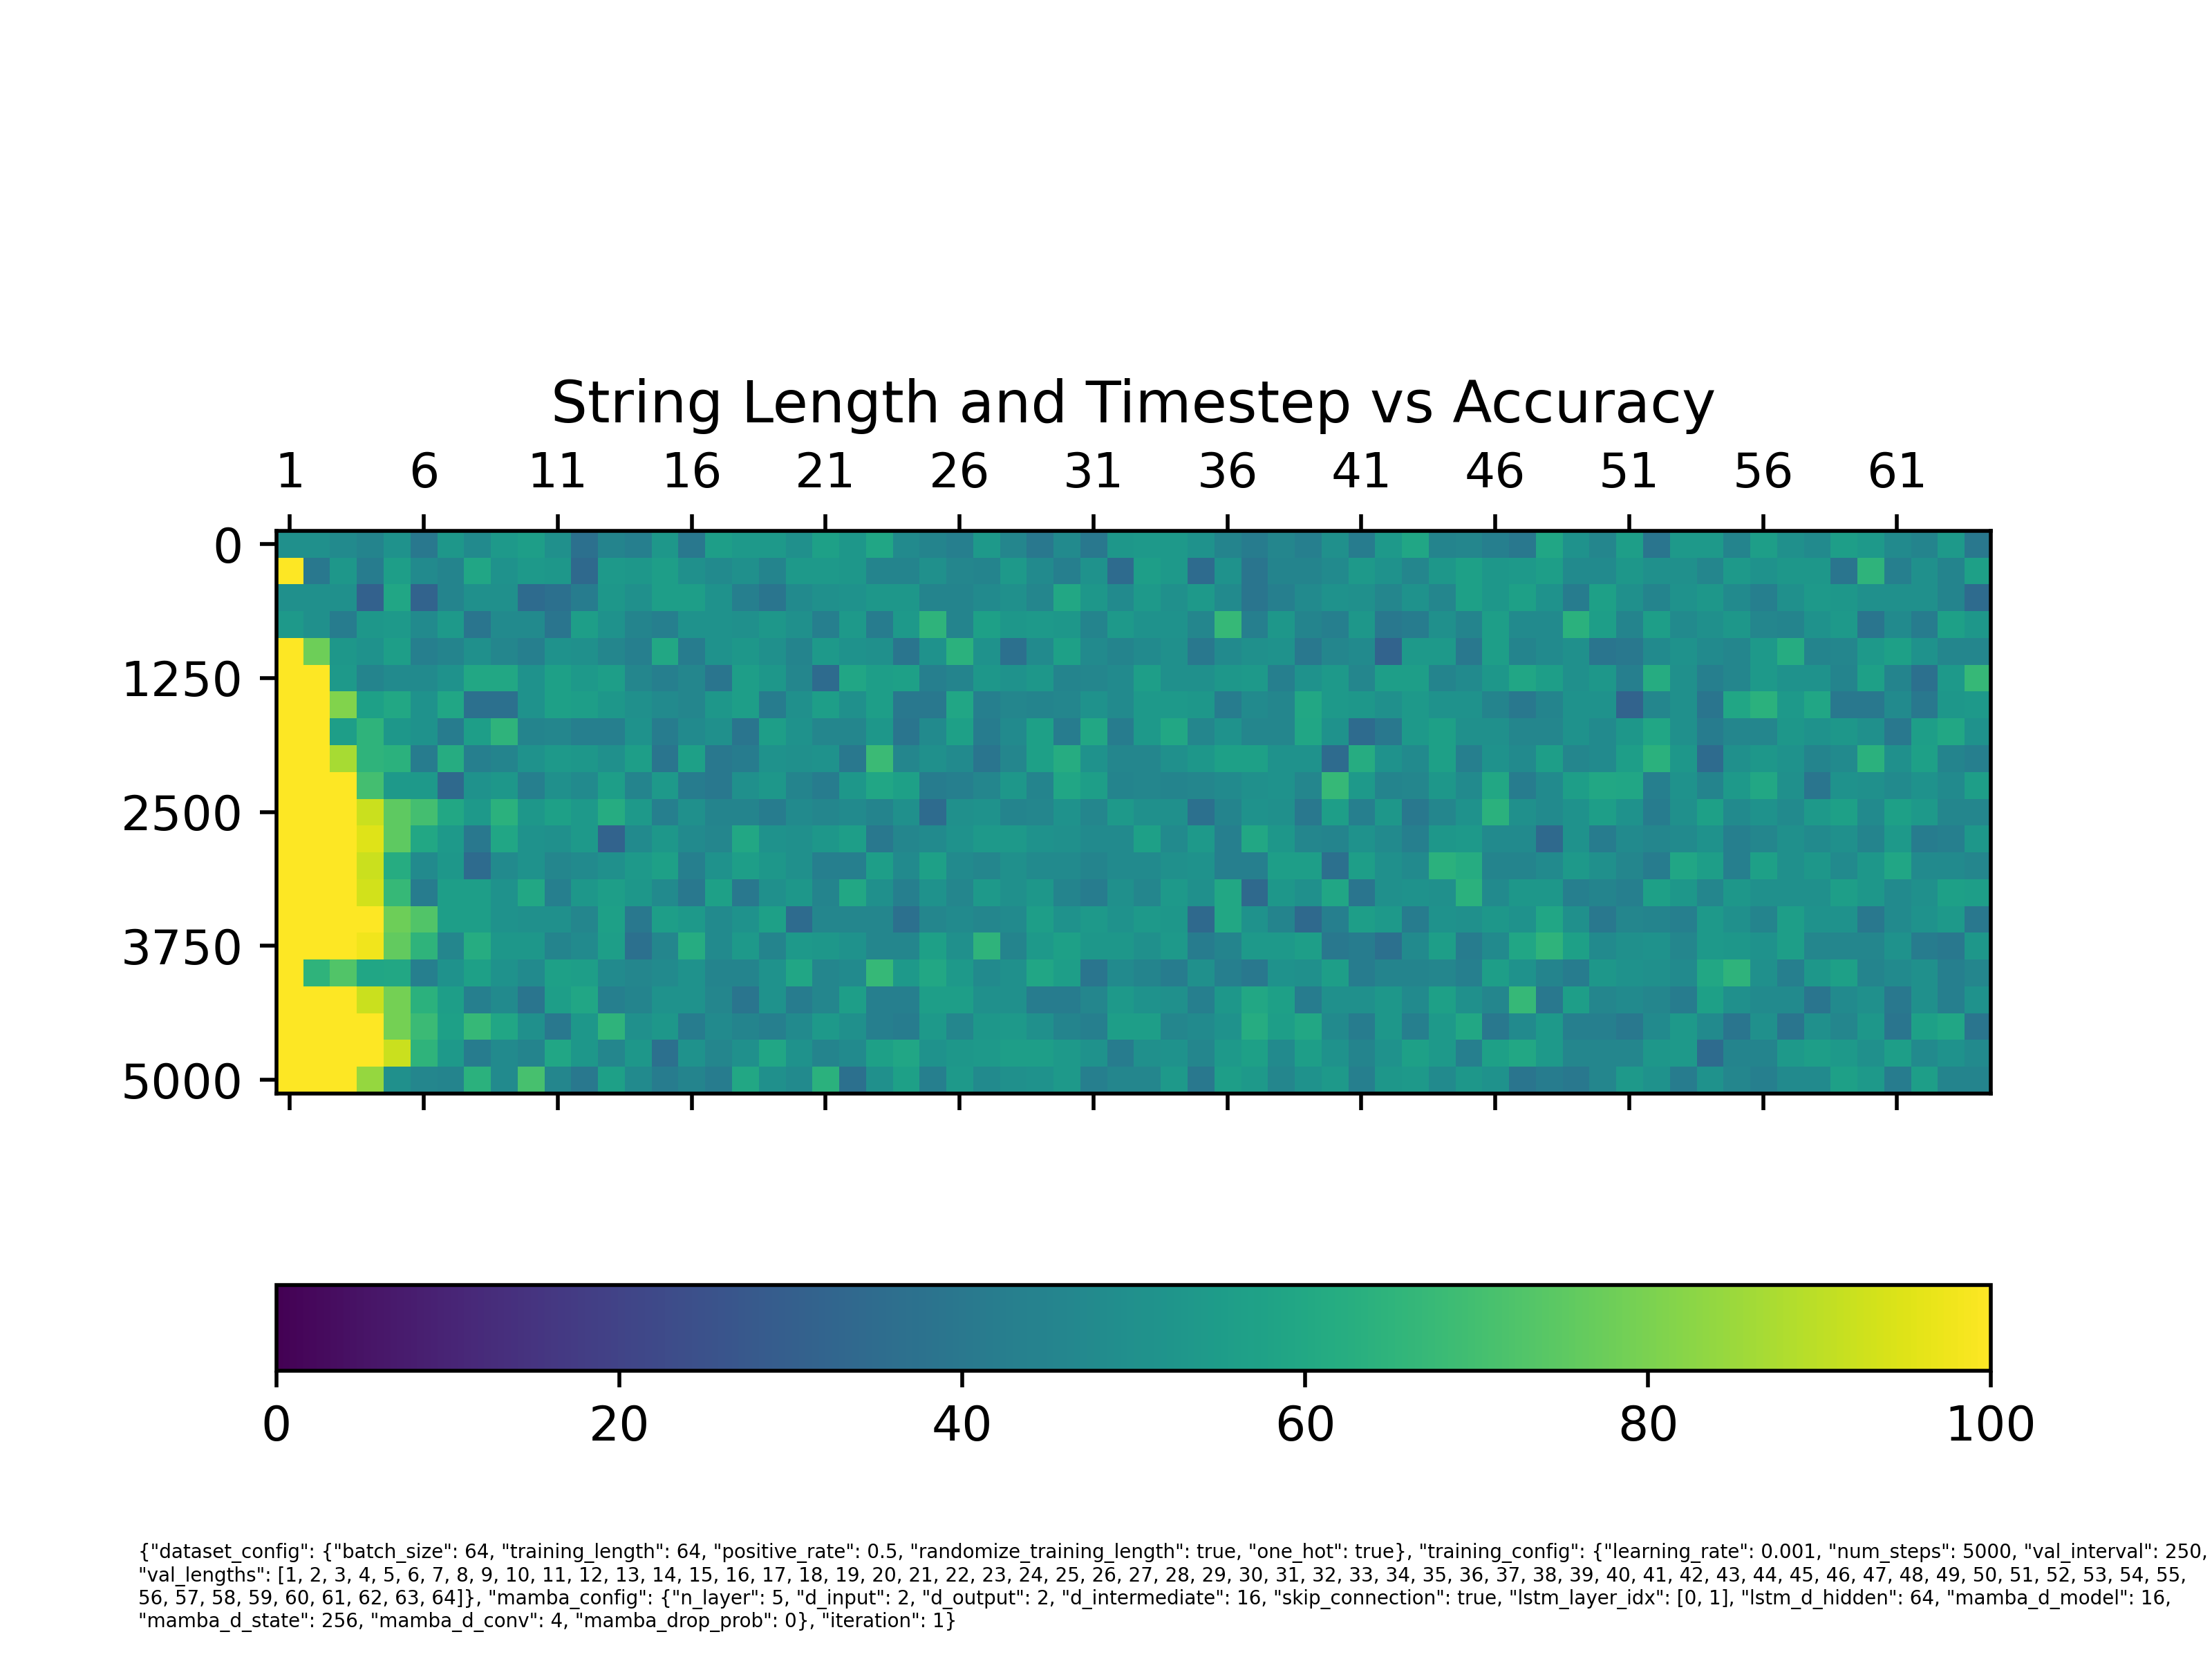 String Length and Timestep vs Accuracy
1 6 11 16 21 26 31 36 41 46 51 56 61
0
1250
2500
3750
5000
0 20 40 60 80 100
{"dataset_config": {"batch_size": 64, "training_length": 64, "positive_rate": 0.5, "randomize_training_length": true, "one_hot": true}, "training_config": {"learning_rate": 0.001, "num_steps": 5000, "val_interval": 250,
"val_lengths": [1, 2, 3, 4, 5, 6, 7, 8, 9, 10, 11, 12, 13, 14, 15, 16, 17, 18, 19, 20, 21, 22, 23, 24, 25, 26, 27, 28, 29, 30, 31, 32, 33, 34, 35, 36, 37, 38, 39, 40, 41, 42, 43, 44, 45, 46, 47, 48, 49, 50, 51, 52, 53, 54, 55,
56, 57, 58, 59, 60, 61, 62, 63, 64]}, "mamba_config": {"n_layer": 5, "d_input": 2, "d_output": 2, "d_intermediate": 16, "skip_connection": true, "lstm_layer_idx": [0, 1], "lstm_d_hidden": 64, "mamba_d_model": 16,
"mamba_d_state": 256, "mamba_d_conv": 4, "mamba_drop_prob": 0}, "iteration": 1}